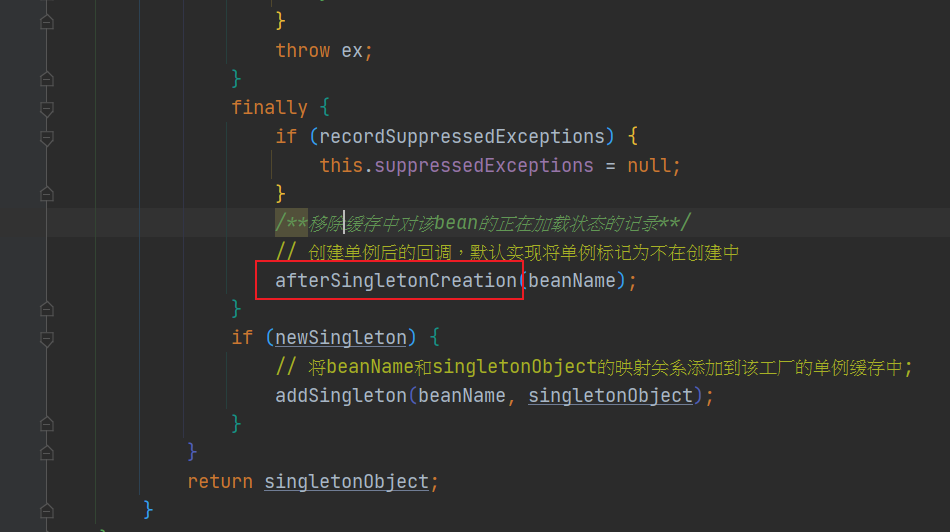 }
throw ex;
}
finally {
if (recordSuppressedExceptions) {
this.suppressedExceptions = null;
}
/**移除缓存中对该bean的正在加载状态的记录**/
// 创建单例后的回调，默认实现将单例标记为不在创建中
afterSingletonCreation(beanName);
}
if (newSingleton) {
// 将beanName和singletonObject的映射关系添加到该工厂的单例缓存中;
addSingleton(beanName, singletonObject);
}
}
return singletonObject;
}